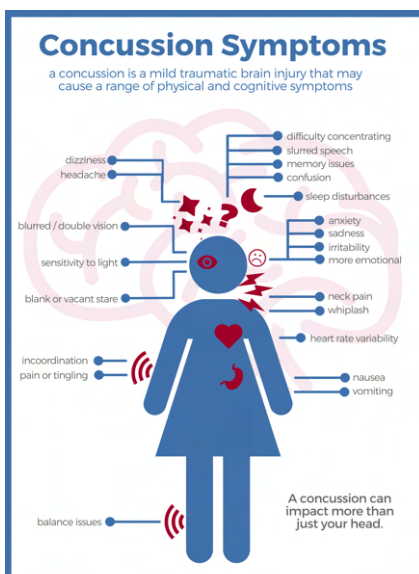 Concussion Symptoms
a concussion is a mild traumatic brain injury that may
cause a range of physical and cognitive symptoms
difficulty concentrating
slurred speech
memory issues
confusion
dizziness
headache
sleep disturbances
blurred / double vision
sensitivity to light
blank or vacant stare
anxiety
sadness
irritability
more emotional
neck pain
whiplash
heart rate variability
incoordination
pain or tingling
nausea
vomiting
balance issues
A concussion can
impact more than
just your head.